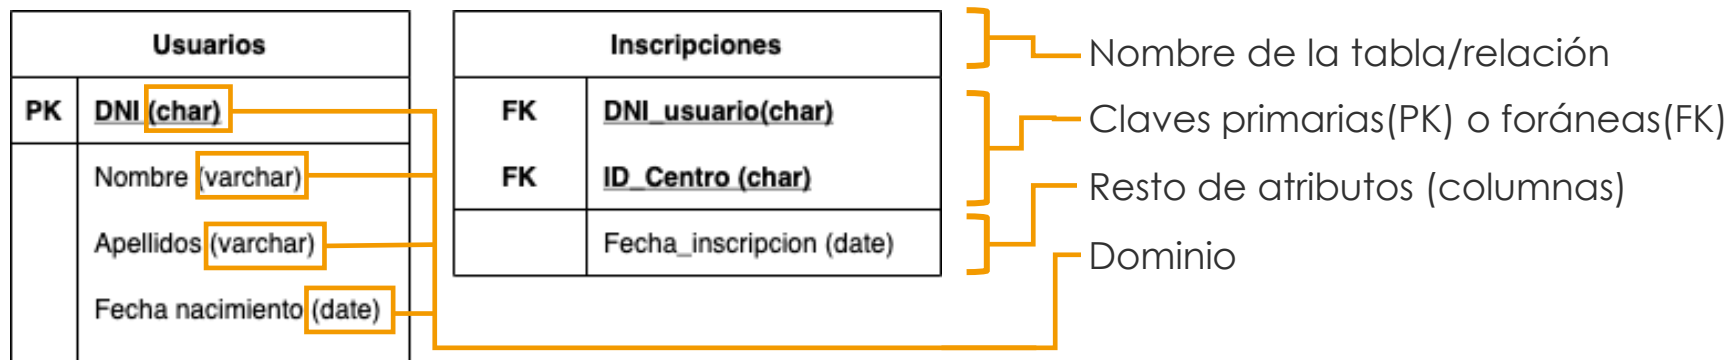 Usuarios
PK DNI (char)
Nombre (varchar)
Apellidos (varchar)
Fecha nacimiento (date)
Inscripciones
FK DNI_usuario(char)
FK ID_Centro (char)
Fecha_inscripcion (date)
Nombre de la tabla/relación
Claves primarias(PK) o foráneas(FK)
Resto de atributos (columnas)
Dominio